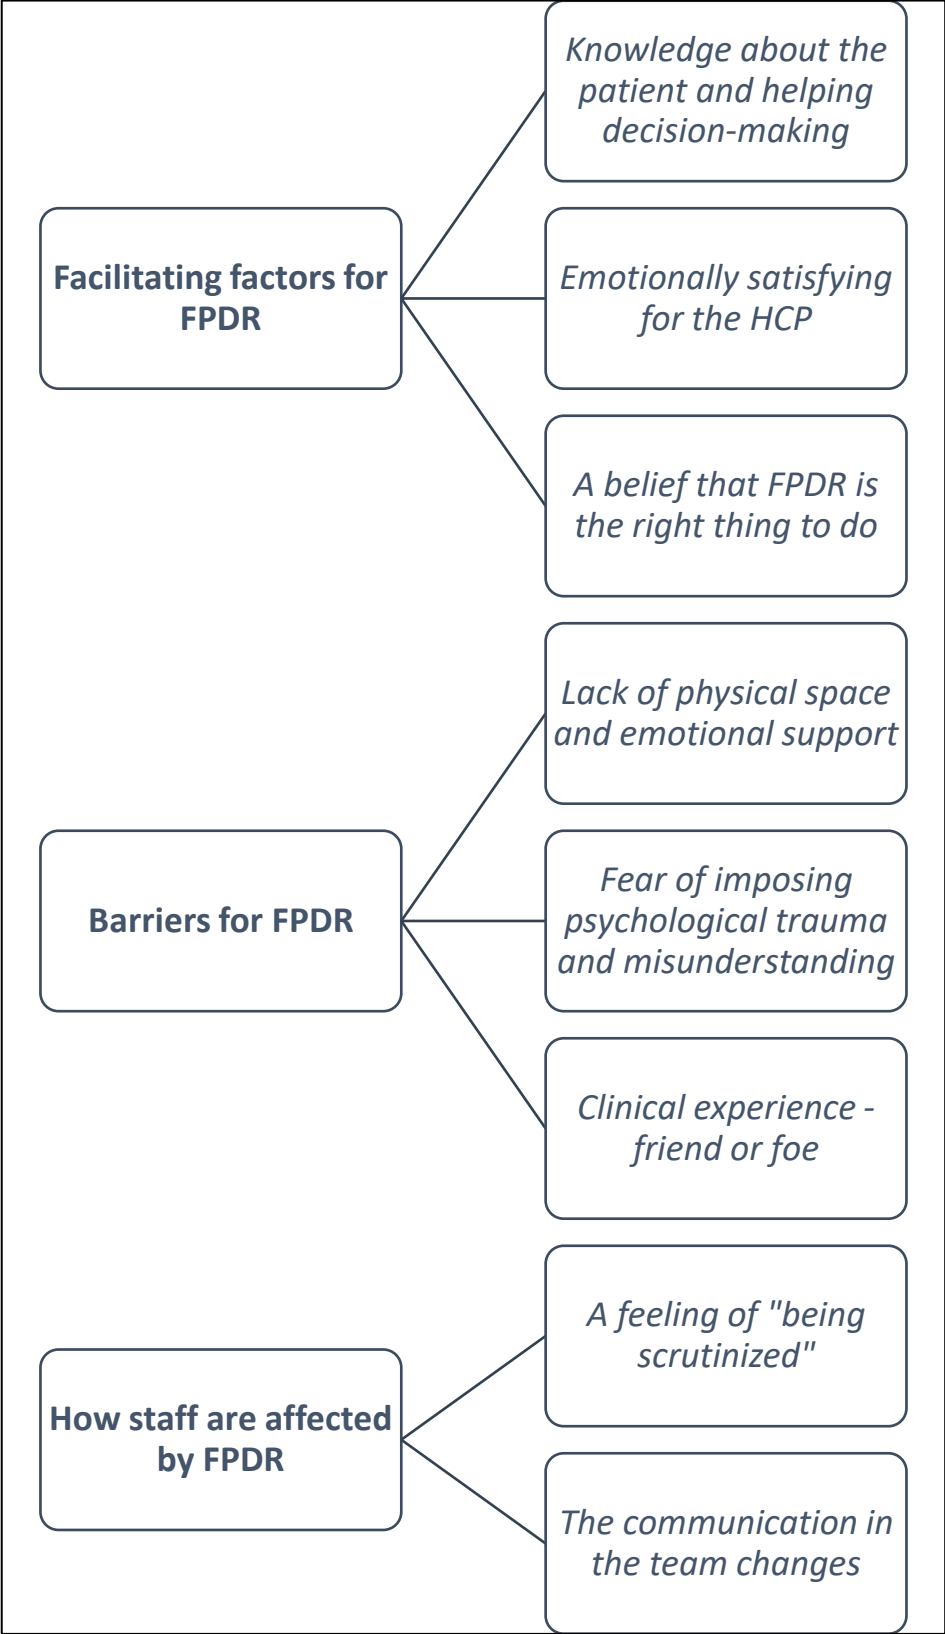 Facilitating factors for
FPDR
Knowledge about the
patient and helping
decision-making
Emotionally satisfying
for the HCP
A belief that FPDR is
the right thing to do
Barriers for FPDR
Lack of physical space
and emotional support
Fear of imposing
psychological trauma
and misunderstanding
Clinical experience -
friend or foe
How staff are affected
by FPDR
A feeling of "being
scrutinized"
The communication in
the team changes